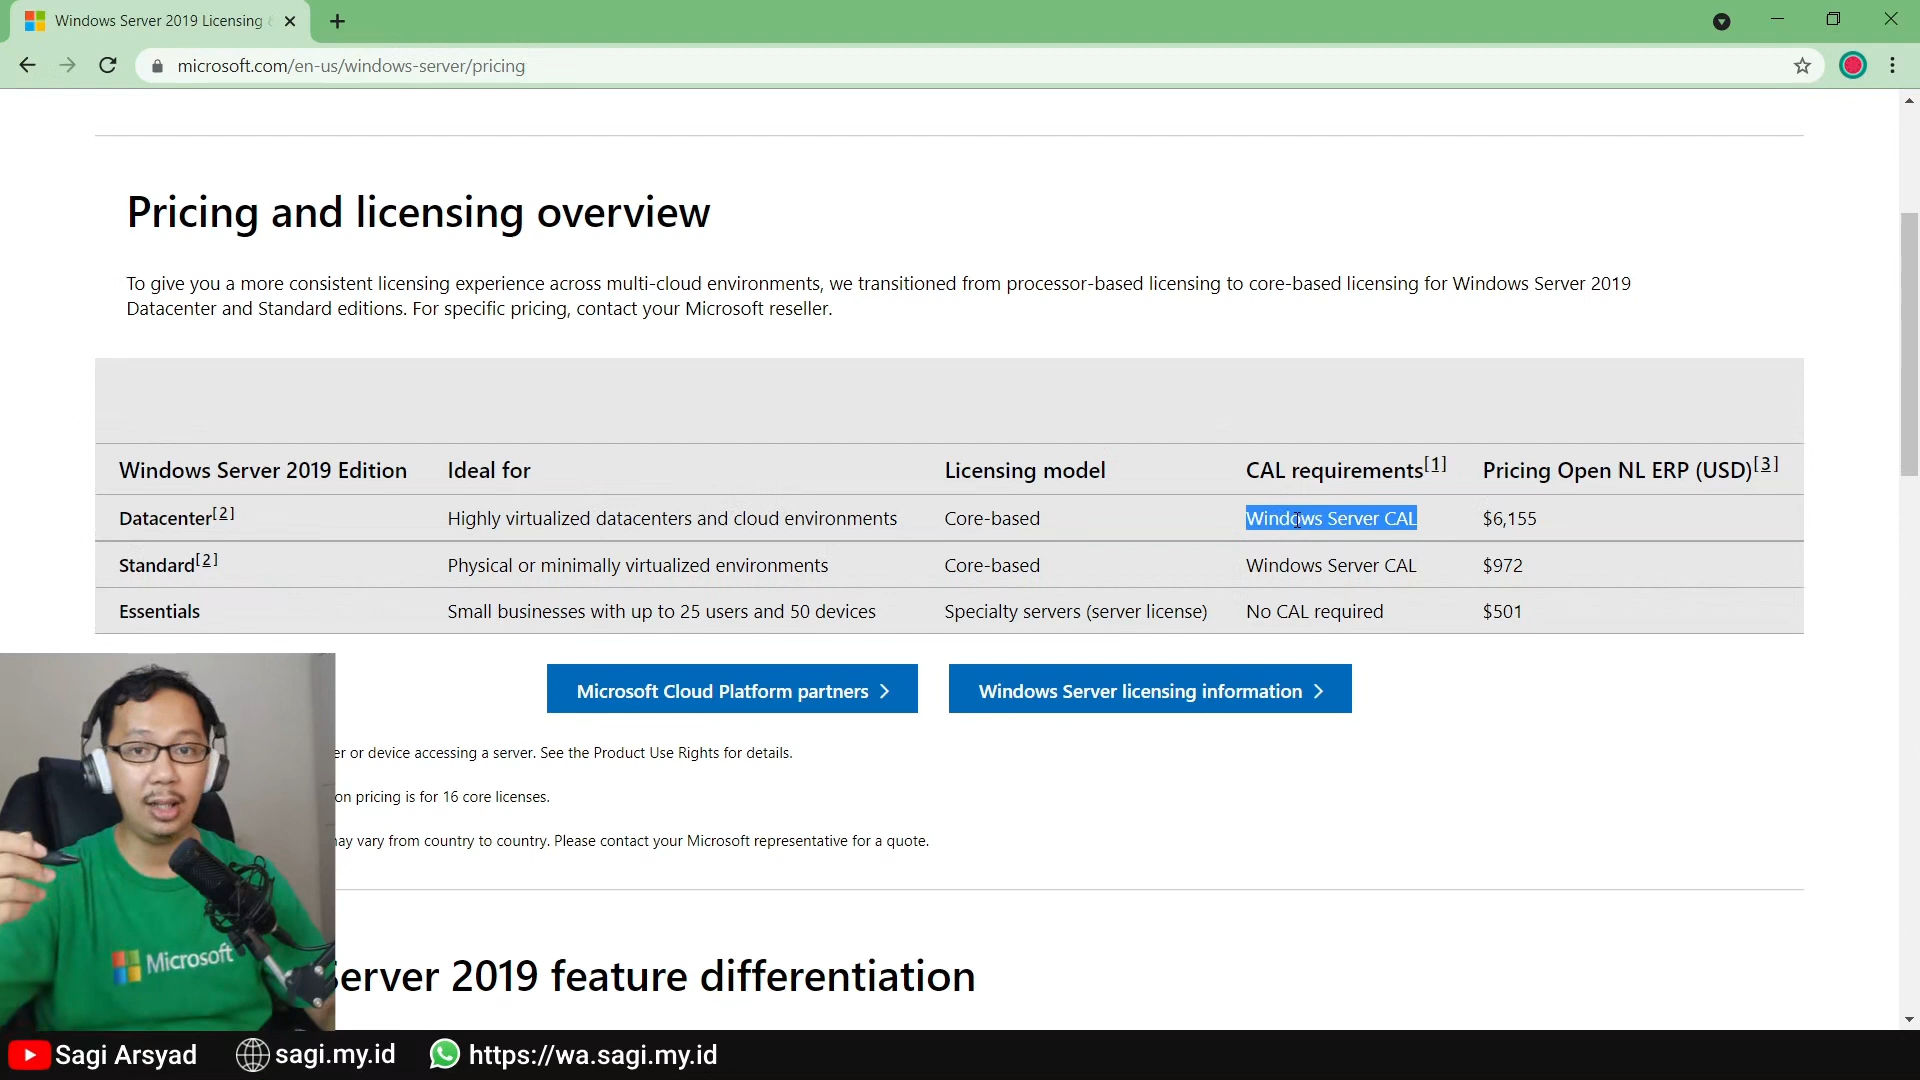 Windows Server 2019 Licensing
microsoft.com/en-us/windows-server/pricing
Pricing and licensing overview
To give you a more consistent licensing experience across multi-cloud environments, we transitioned from processor-based licensing to core-based licensing for Windows Server 2019
Datacenter and Standard editions. For specific pricing, contact your Microsoft reseller.
Windows Server 2019 Edition Ideal for Licensing model CAL requirements[1] Pricing Open NL ERP (USD)[3]
Datacenter[2] Highly virtualized datacenters and cloud environments Core-based Windows Server CAL $6,155
Standard[2] Physical or minimally virtualized environments Core-based Windows Server CAL $972
Essentials Small businesses with up to 25 users and 50 devices Specialty servers (server license) No CAL required $501
Microsoft Cloud Platform partners
Windows Server licensing information
or device accessing a server. See the Product Use Rights for details.
pricing is for 16 core licenses.
vary from country to country. Please contact your Microsoft representative for a quote.
Microsoft
Server 2019 feature differentiation
Sagi Arsyad sagi.my.id https://wa.sagi.my.id